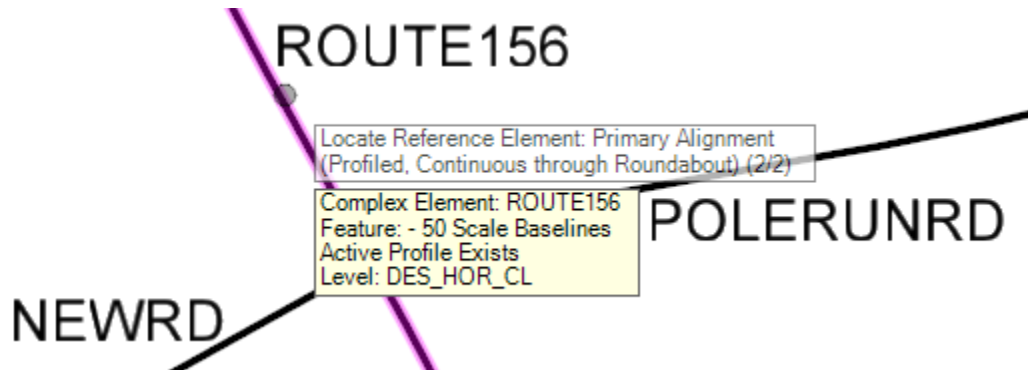 ROUTE156
Locate Reference Element: Primary Alignment
(Profiled, Continuous through Roundabout) (2/2)
Complex Element: ROUTE156
Feature: - 50 Scale Baselines
Active Profile Exists
Level: DES_HOR_CL
POLERUNRD
NEWRD